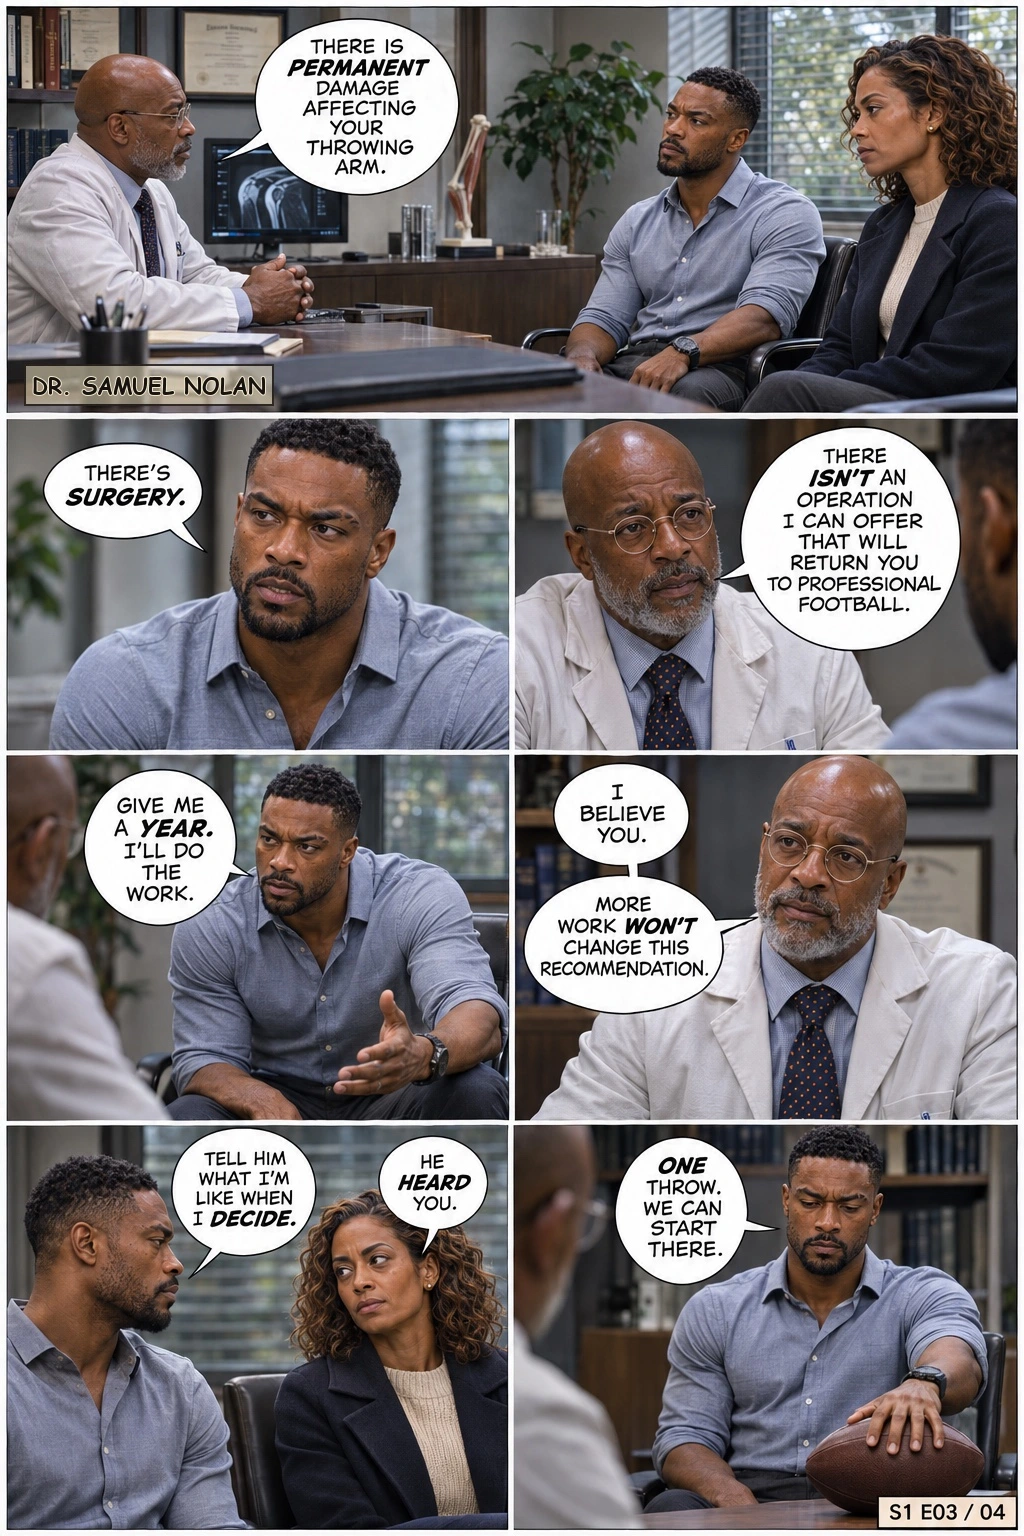 THERE IS
PERMANENT
DAMAGE
AFFECTING
YOUR
THROWING
ARM.
DR. SAMUEL NOLAN
THERE'S
SURGERY.
THERE
ISN'T AN
OPERATION
I CAN OFFER
THAT WILL
RETURN YOU
TO PROFESSIONAL
FOOTBALL.
GIVE ME
A YEAR.
I'LL DO
THE
WORK.
I
BELIEVE
YOU.
MORE
WORK WON'T
CHANGE THIS
RECOMMENDATION.
TELL HIM
WHAT I'M
LIKE WHEN
I DECIDE.
HE
HEARD
YOU.
ONE
THROW.
WE CAN
START
THERE.
S1 E03 / 04